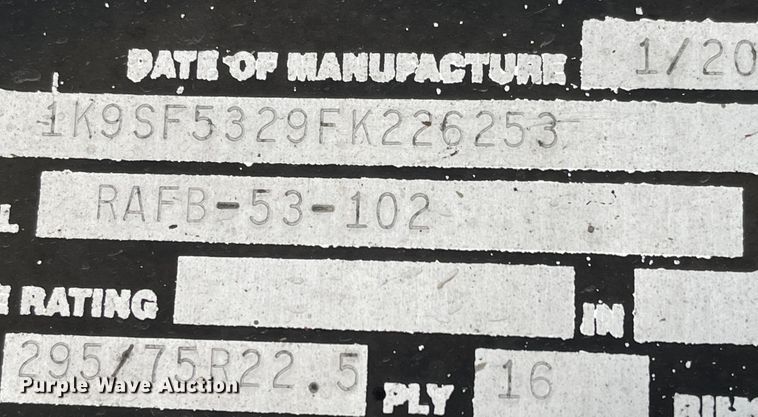 DATE OF MANUFACTURE 1/20
1K9SF5329FK226253
RAFB-53-102
RATING IN
295/75R22.5 PLY 16
Purple Wave Auction